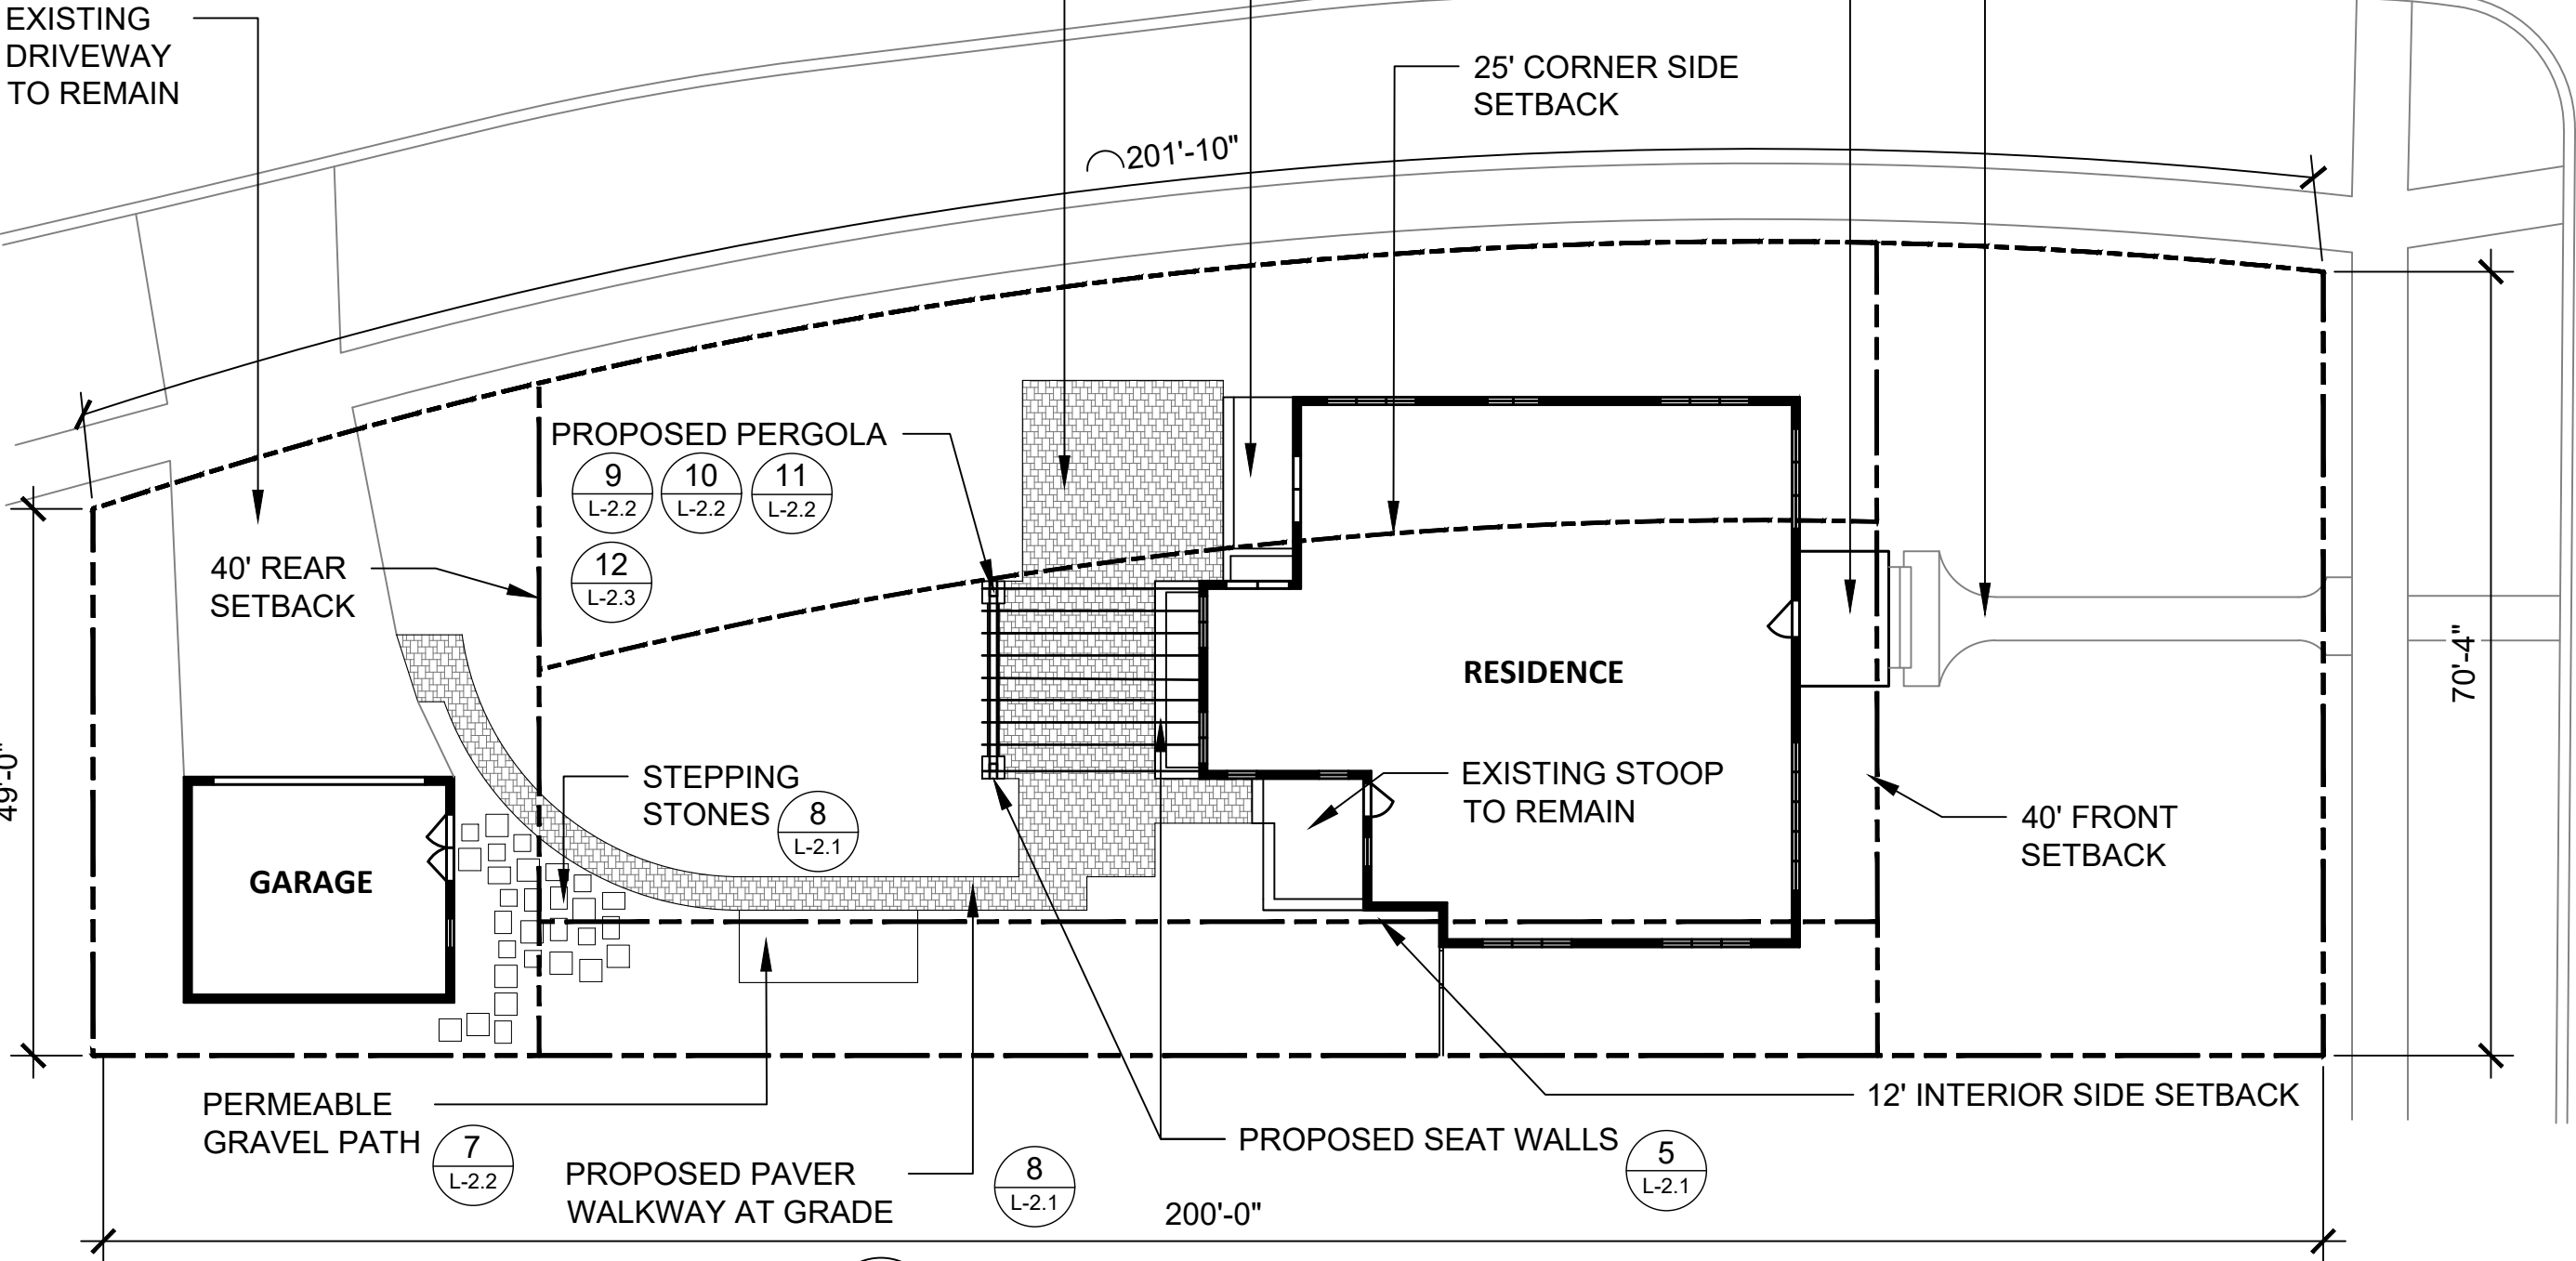 EXISTING
DRIVEWAY
TO REMAIN
25' CORNER SIDE
SETBACK
201'-10"
PROPOSED PERGOLA
9
L-2.2
10
L-2.2
11
L-2.2
12
L-2.3
40' REAR
SETBACK
RESIDENCE
70'-4"
49'-0"
STEPPING
STONES
8
L-2.1
EXISTING STOOP
TO REMAIN
40' FRONT
SETBACK
GARAGE
PERMEABLE
GRAVEL PATH
7
L-2.2
PROPOSED PAVER
WALKWAY AT GRADE
8
L-2.1
PROPOSED SEAT WALLS
5
L-2.1
12' INTERIOR SIDE SETBACK
200'-0"